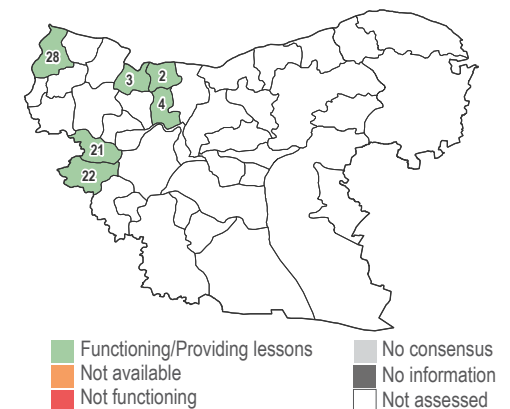 28
3
2
4
21
22
Functioning/Providing lessons
Not available
Not functioning
No consensus
No information
Not assessed